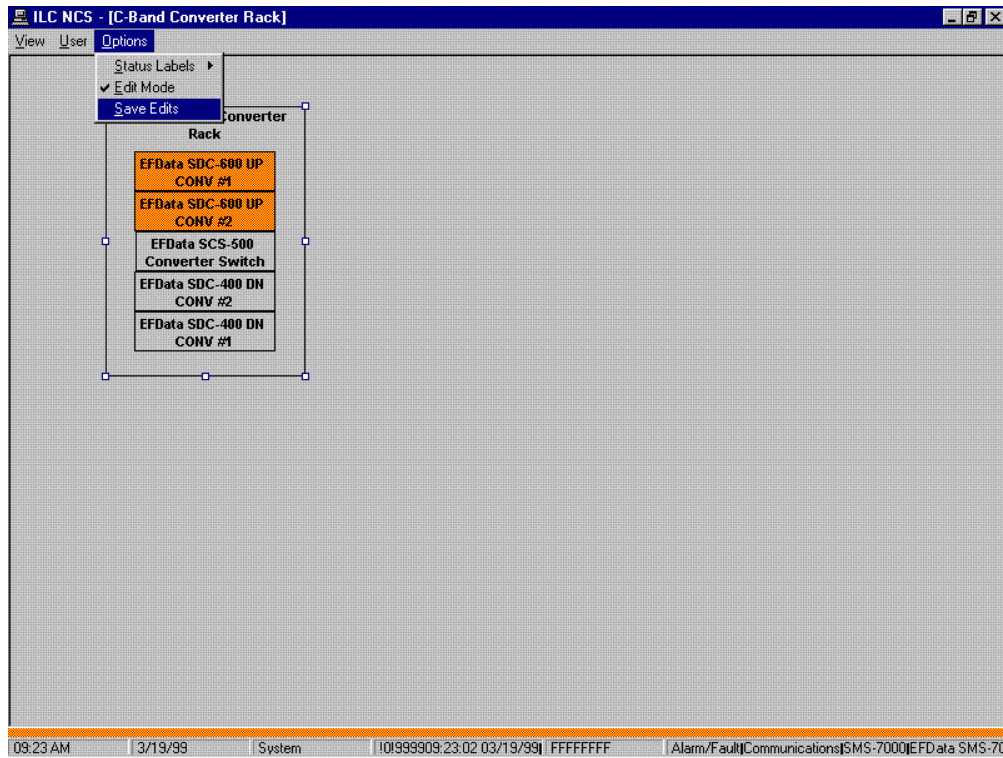 ILC NCS - [C-Band Converter Rack]
View User Options
Status Labels
Edit Mode
Save Edits
Converter
Rack
EFData SDC-600 UP
CONV #1
EFData SDC-600 UP
CONV #2
EFData SCS-500
Converter Switch
EFData SDC-400 DN
CONV #2
EFData SDC-400 DN
CONV #1
09:23 AM 3/19/99 System !0!999909:23:02 03/19/99| FFFFFFFF Alarm/Fault|Communications|SMS-7000|EFData SMS-70